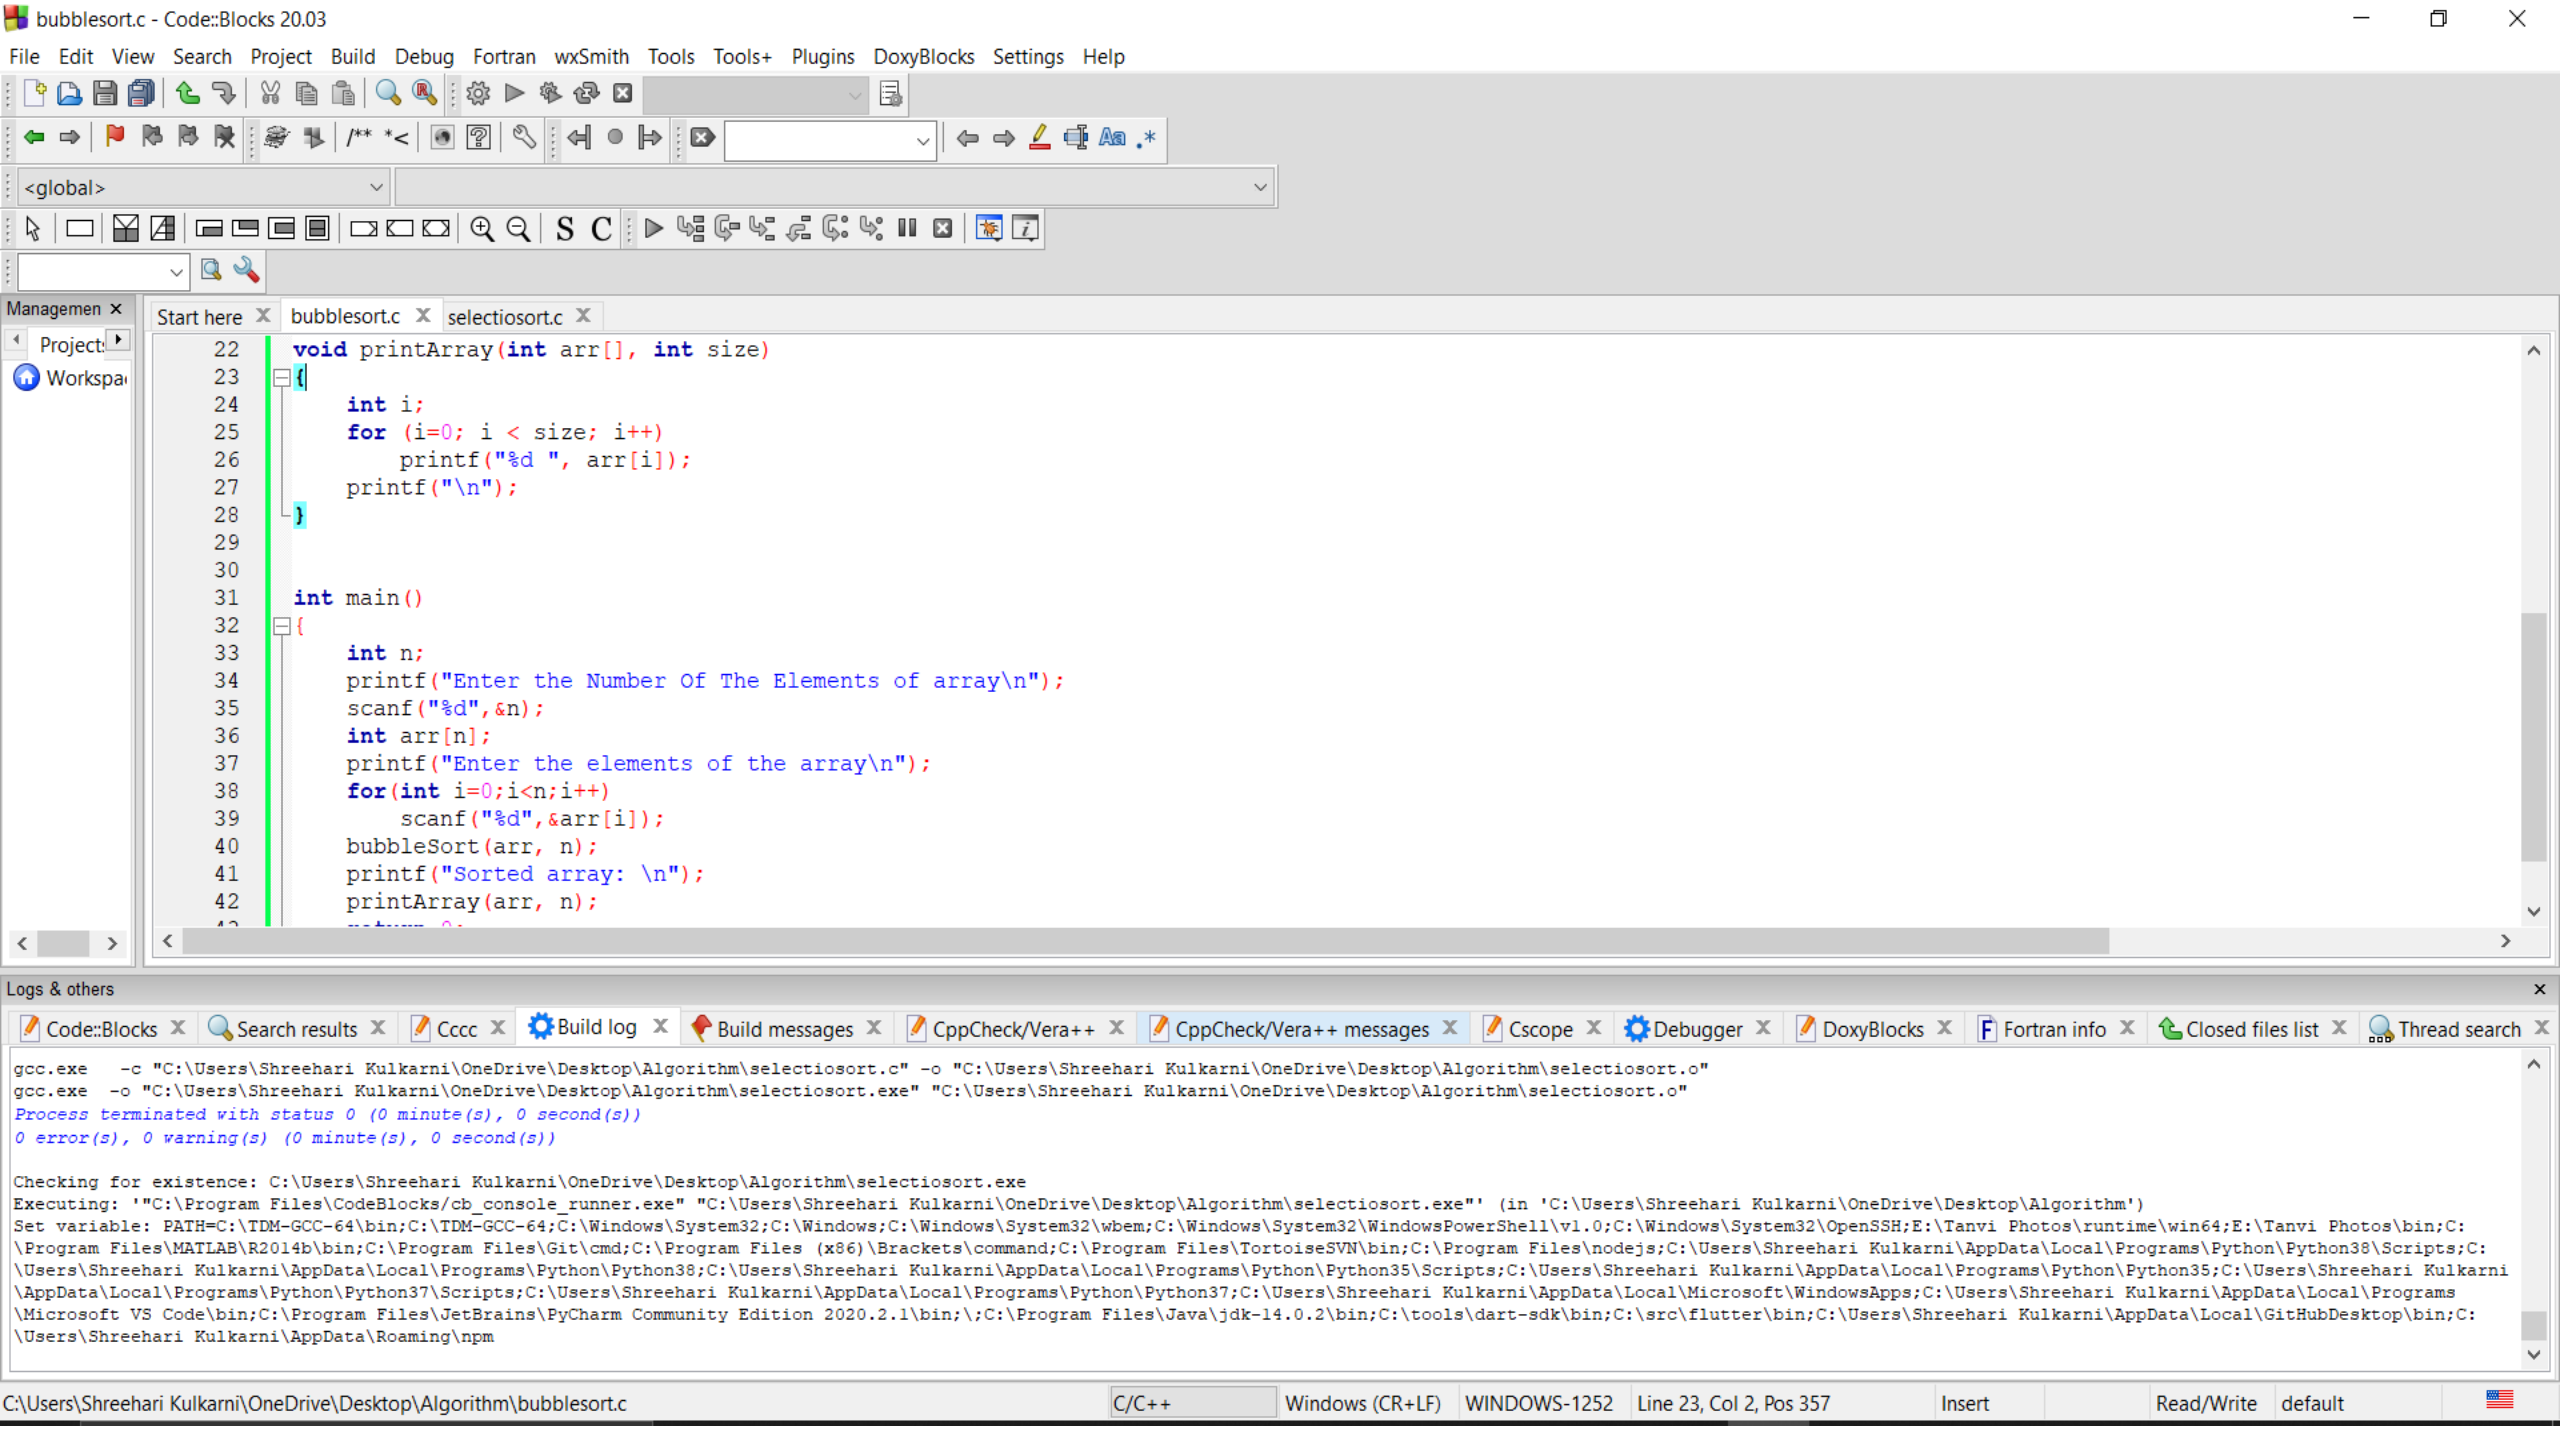 bubblesort.c - Code::Blocks 20.03
File Edit View Search Project Build Debug Fortran wxSmith Tools Tools+ Plugins DoxyBlocks Settings Help
/** *<
Aa .*
<global>
S C
Managemen
Start here bubblesort.c selectiosort.c
Projects
Workspa
22 void printArray(int arr[], int size)
23 {
24 int i;
25 for (i=0; i < size; i++)
26 printf("%d ", arr[i]);
27 printf("\n");
28 }
29
30
31 int main()
32 {
33 int n;
34 printf("Enter the Number Of The Elements of array\n");
35 scanf("%d",&n);
36 int arr[n];
37 printf("Enter the elements of the array\n");
38 for(int i=0;i<n;i++)
39 scanf("%d",&arr[i]);
40 bubbleSort(arr, n);
41 printf("Sorted array: \n");
42 printArray(arr, n);
Logs & others
Code::Blocks Search results Cccc Build log Build messages CppCheck/Vera++ CppCheck/Vera++ messages Cscope Debugger DoxyBlocks Fortran info Closed files list Thread search
gcc.exe -c "C:\Users\Shreehari Kulkarni\OneDrive\Desktop\Algorithm\selectiosort.c" -o "C:\Users\Shreehari Kulkarni\OneDrive\Desktop\Algorithm\selectiosort.o"
gcc.exe -o "C:\Users\Shreehari Kulkarni\OneDrive\Desktop\Algorithm\selectiosort.exe" "C:\Users\Shreehari Kulkarni\OneDrive\Desktop\Algorithm\selectiosort.o"
Process terminated with status 0 (0 minute(s), 0 second(s))
0 error(s), 0 warning(s) (0 minute(s), 0 second(s))
Checking for existence: C:\Users\Shreehari Kulkarni\OneDrive\Desktop\Algorithm\selectiosort.exe
Executing: '"C:\Program Files\CodeBlocks/cb_console_runner.exe" "C:\Users\Shreehari Kulkarni\OneDrive\Desktop\Algorithm\selectiosort.exe"' (in 'C:\Users\Shreehari Kulkarni\OneDrive\Desktop\Algorithm')
Set variable: PATH=C:\TDM-GCC-64\bin;C:\TDM-GCC-64;C:\Windows\System32;C:\Windows;C:\Windows\System32\wbem;C:\Windows\System32\WindowsPowerShell\v1.0;C:\Windows\System32\OpenSSH;E:\Tanvi Photos\runtime\win64;E:\Tanvi Photos\bin;C:
\Program Files\MATLAB\R2014b\bin;C:\Program Files\Git\cmd;C:\Program Files (x86)\Brackets\command;C:\Program Files\TortoiseSVN\bin;C:\Program Files\nodejs;C:\Users\Shreehari Kulkarni\AppData\Local\Programs\Python\Python38\Scripts;C:
\Users\Shreehari Kulkarni\AppData\Local\Programs\Python\Python38;C:\Users\Shreehari Kulkarni\AppData\Local\Programs\Python\Python35\Scripts;C:\Users\Shreehari Kulkarni\AppData\Local\Programs\Python\Python35;C:\Users\Shreehari Kulkarni
\AppData\Local\Programs\Python\Python37\Scripts;C:\Users\Shreehari Kulkarni\AppData\Local\Programs\Python\Python37;C:\Users\Shreehari Kulkarni\AppData\Local\Microsoft\WindowsApps;C:\Users\Shreehari Kulkarni\AppData\Local\Programs
\Microsoft VS Code\bin;C:\Program Files\JetBrains\PyCharm Community Edition 2020.2.1\bin;\;C:\Program Files\Java\jdk-14.0.2\bin;C:\tools\dart-sdk\bin;C:\src\flutter\bin;C:\Users\Shreehari Kulkarni\AppData\Local\GitHubDesktop\bin;C:
\Users\Shreehari Kulkarni\AppData\Roaming\npm
C:\Users\Shreehari Kulkarni\OneDrive\Desktop\Algorithm\bubblesort.c C/C++ Windows (CR+LF) WINDOWS-1252 Line 23, Col 2, Pos 357 Insert Read/Write default